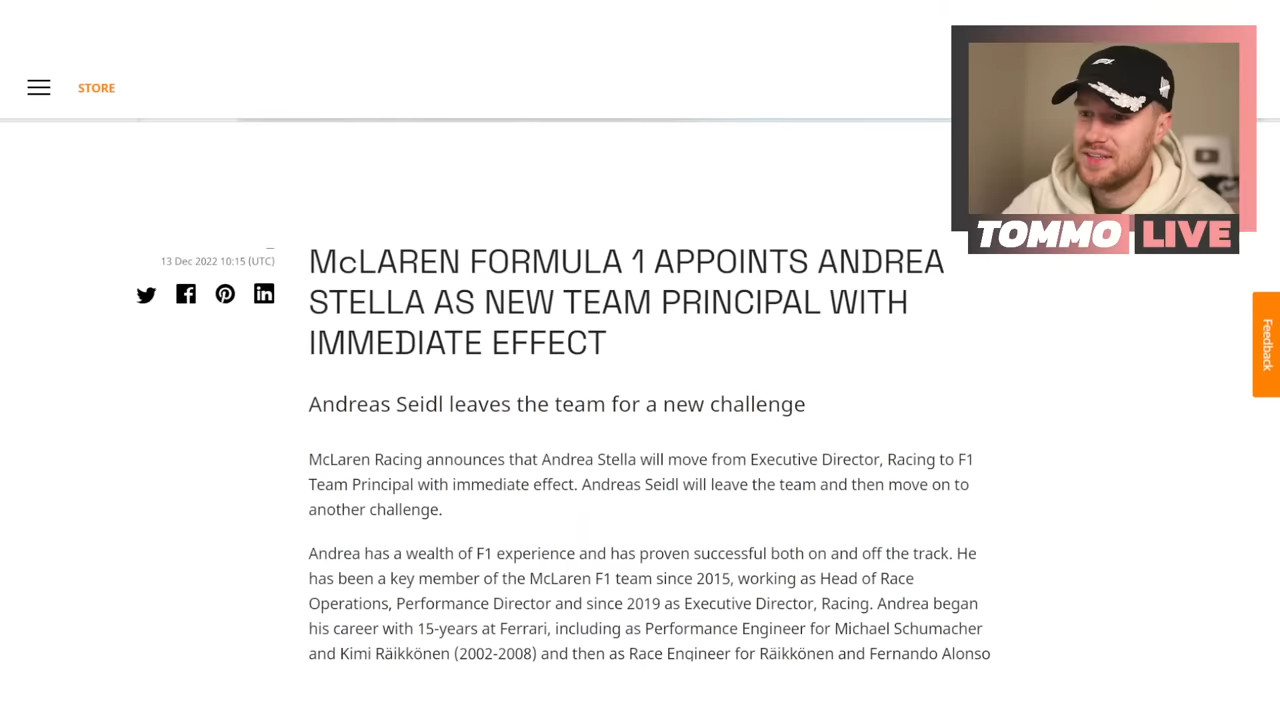 STORE
TOMMO LIVE
13 Dec 2022 10:15 (UTC)
McLAREN FORMULA 1 APPOINTS ANDREA
STELLA AS NEW TEAM PRINCIPAL WITH
IMMEDIATE EFFECT
Feedback
Andreas Seidl leaves the team for a new challenge
McLaren Racing announces that Andrea Stella will move from Executive Director, Racing to F1
Team Principal with immediate effect. Andreas Seidl will leave the team and then move on to
another challenge.
Andrea has a wealth of F1 experience and has proven successful both on and off the track. He
has been a key member of the McLaren F1 team since 2015, working as Head of Race
Operations, Performance Director and since 2019 as Executive Director, Racing. Andrea began
his career with 15-years at Ferrari, including as Performance Engineer for Michael Schumacher
and Kimi Räikkönen (2002-2008) and then as Race Engineer for Räikkönen and Fernando Alonso